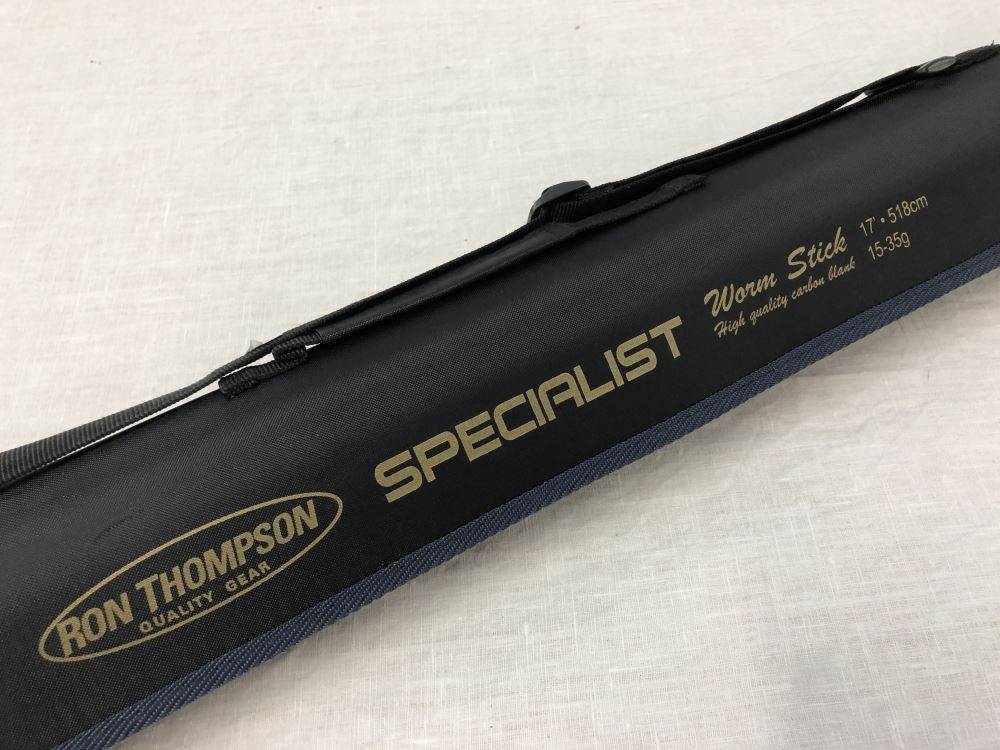 RON THOMPSON
QUALITY GEAR
SPECIALIST
Worm Stick 17' • 518cm
High quality carbon blank 15-35g